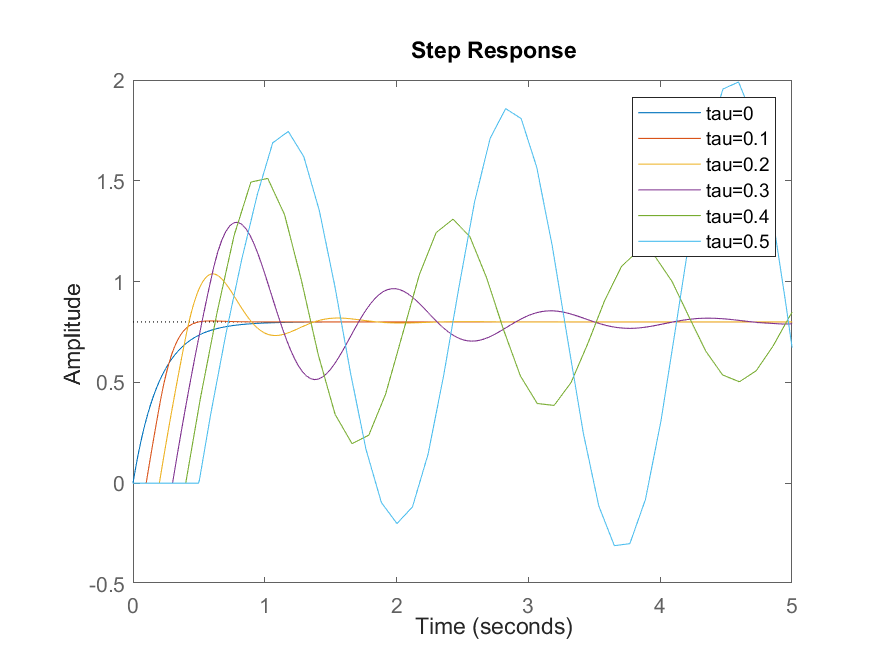 Step Response
Amplitude
2
1.5
1
0.5
0
-0.5
tau=0
tau=0.1
tau=0.2
tau=0.3
tau=0.4
tau=0.5
0 1 2 3 4 5
Time (seconds)